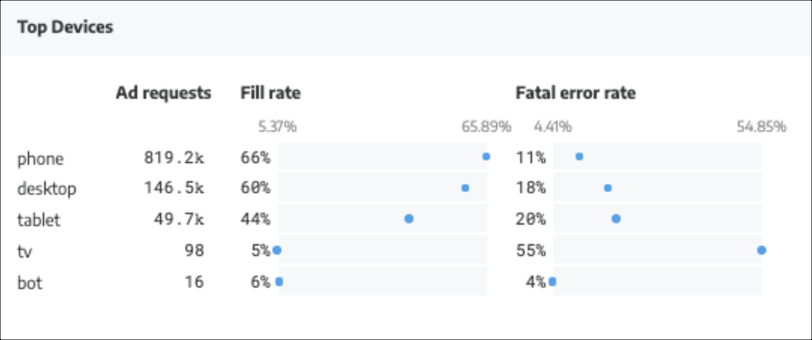 Top Devices
Ad requests Fill rate Fatal error rate
5.37% 65.89% 4.41% 54.85%
phone 819.2k 66% 11%
desktop 146.5k 60% 18%
tablet 49.7k 44% 20%
tv 98 5% 55%
bot 16 6% 4%